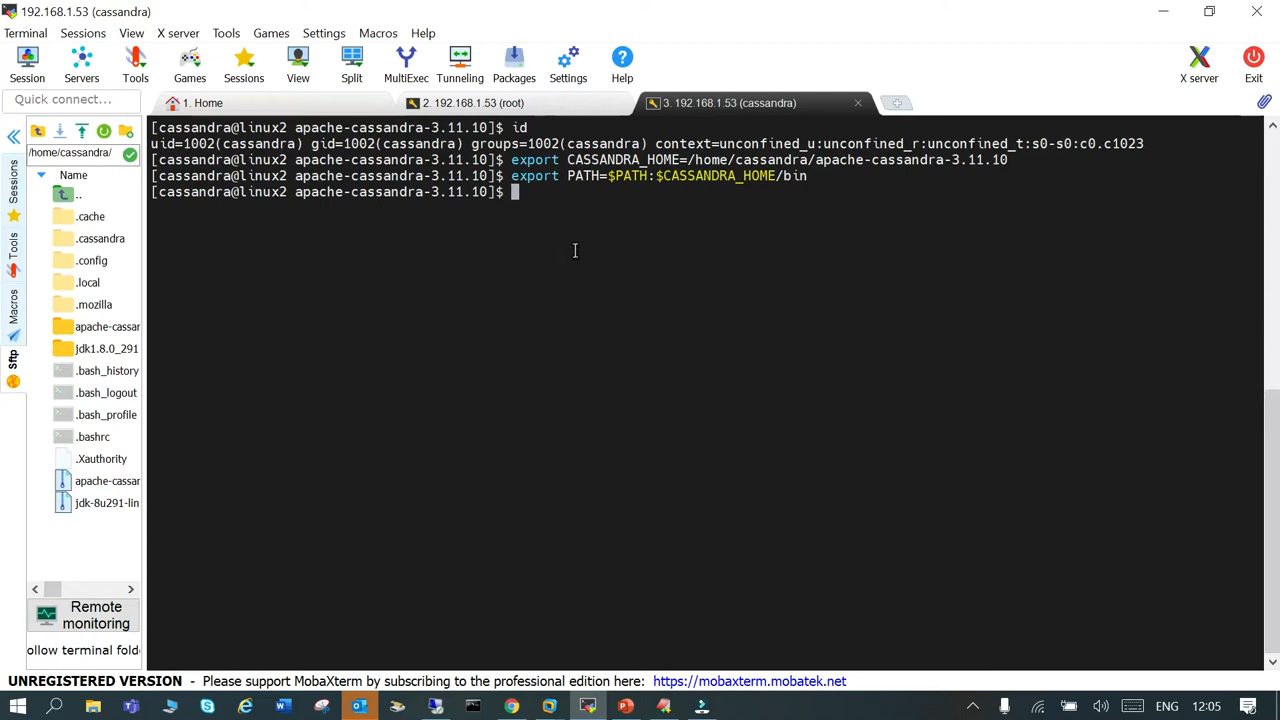 192.168.1.53 (cassandra)
Terminal Sessions View X server Tools Games Settings Macros Help
Session Servers Tools Games Sessions View Split MultiExec Tunneling Packages Settings Help X server Exit
Quick connect...
1. Home
2. 192.168.1.53 (root)
3. 192.168.1.53 (cassandra)
/home/cassandra/
Name
..
.cache
.cassandra
.config
.local
.mozilla
apache-cassar
jdk1.8.0_291
.bash_history
.bash_logout
.bash_profile
.bashrc
.Xauthority
apache-cassar
jdk-8u291-lin
Sessions
Tools
Macros
Sftp
Remote
monitoring
ollow terminal fold
[cassandra@linux2 apache-cassandra-3.11.10]$ id
uid=1002(cassandra) gid=1002(cassandra) groups=1002(cassandra) context=unconfined_u:unconfined_r:unconfined_t:s0-s0:c0.c1023
[cassandra@linux2 apache-cassandra-3.11.10]$ export CASSANDRA_HOME=/home/cassandra/apache-cassandra-3.11.10
[cassandra@linux2 apache-cassandra-3.11.10]$ export PATH=$PATH:$CASSANDRA_HOME/bin
[cassandra@linux2 apache-cassandra-3.11.10]$
UNREGISTERED VERSION - Please support MobaXterm by subscribing to the professional edition here: https://mobaxterm.mobatek.net
ENG 12:05